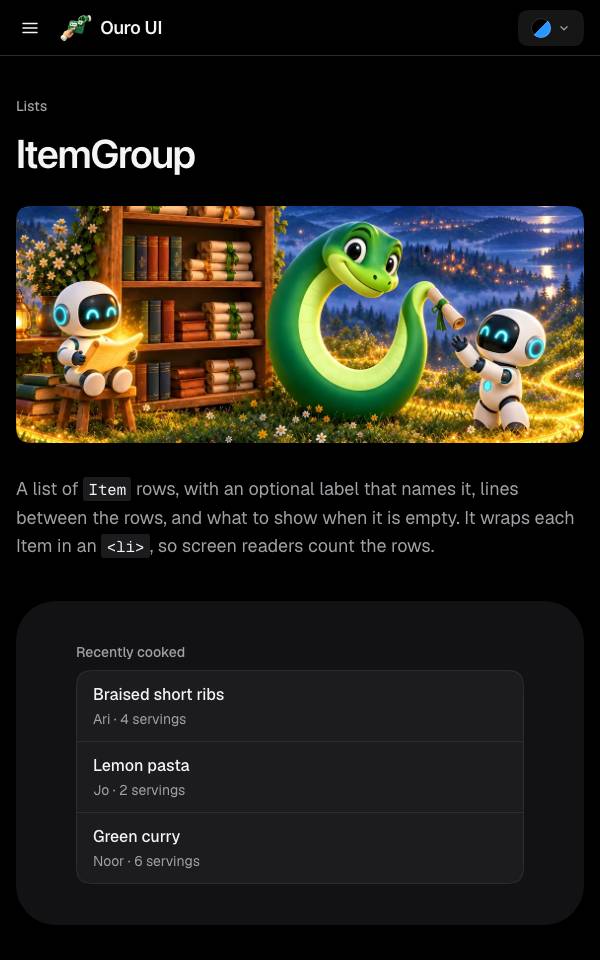 Ouro UI
Lists
ItemGroup
A list of Item rows, with an optional label that names it, lines
between the rows, and what to show when it is empty. It wraps each
Item in an <li>, so screen readers count the rows.
Recently cooked
Braised short ribs
Ari · 4 servings
Lemon pasta
Jo · 2 servings
Green curry
Noor · 6 servings